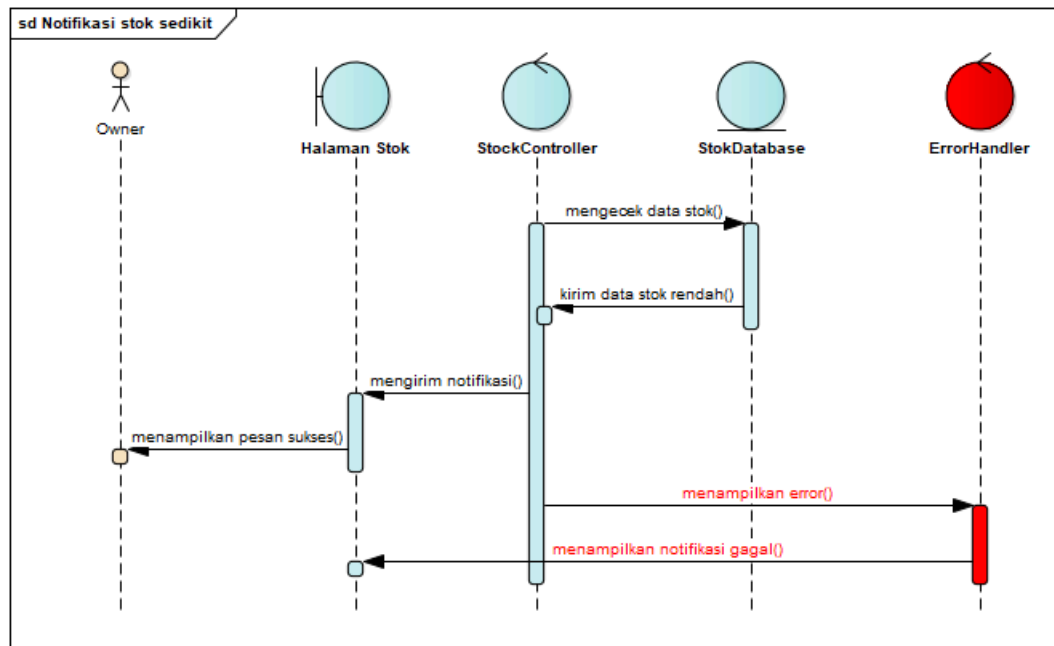 sd Notifikasi stok sedikit
Owner
Halaman Stok
StockController
StokDatabase
ErrorHandler
mengecek data stok()
kirim data stok rendah()
mengirim notifikasi()
menampilkan pesan sukses()
menampilkan error()
menampilkan notifikasi gagal()